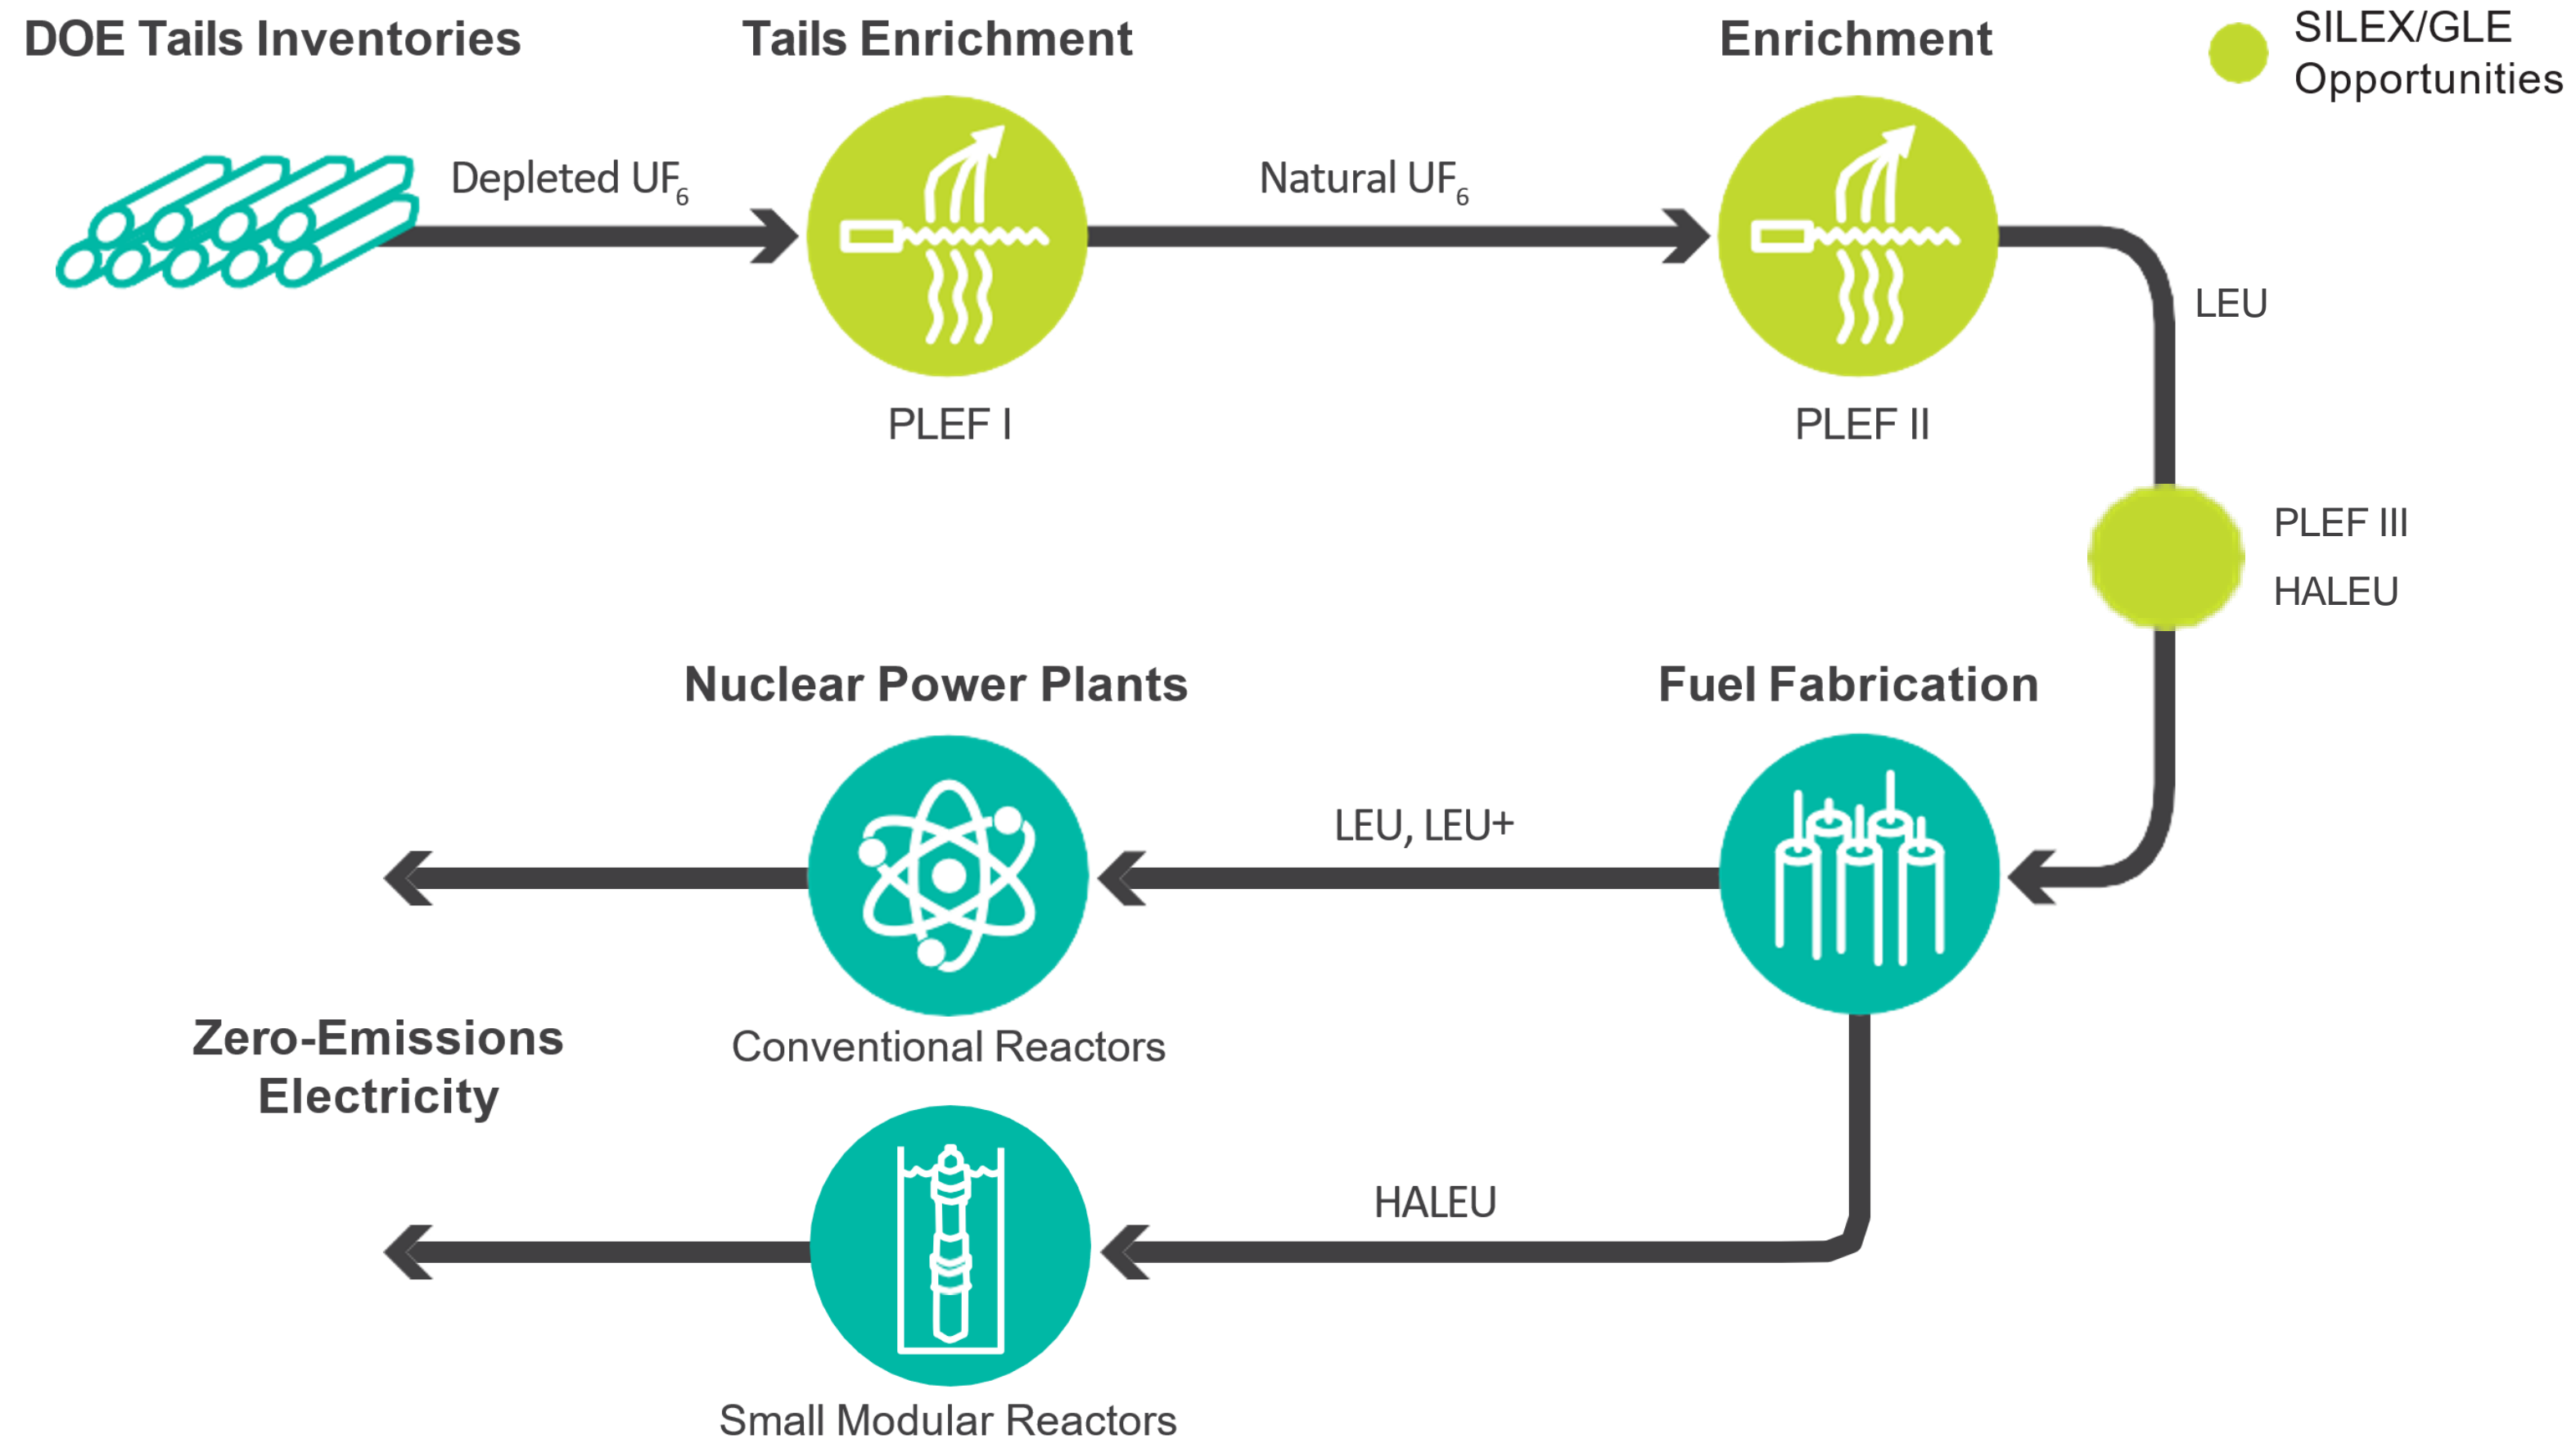 DOE Tails Inventories
Tails Enrichment
Enrichment
SILEX/GLE
Opportunities
Depleted UF₆
Natural UF₆
LEU
PLEF I
PLEF II
PLEF III
HALEU
Nuclear Power Plants
Fuel Fabrication
LEU, LEU+
Conventional Reactors
Zero-Emissions
Electricity
HALEU
Small Modular Reactors